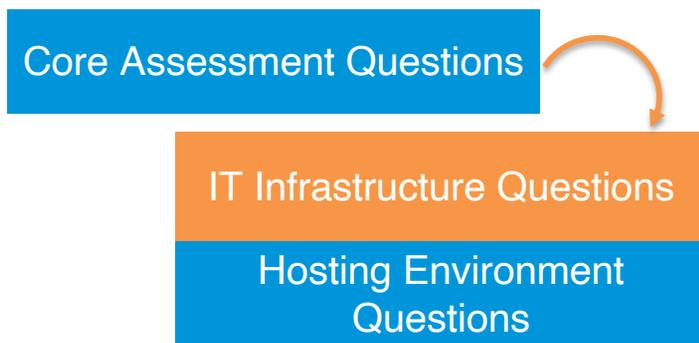 Core Assessment Questions
IT Infrastructure Questions
Hosting Environment
Questions